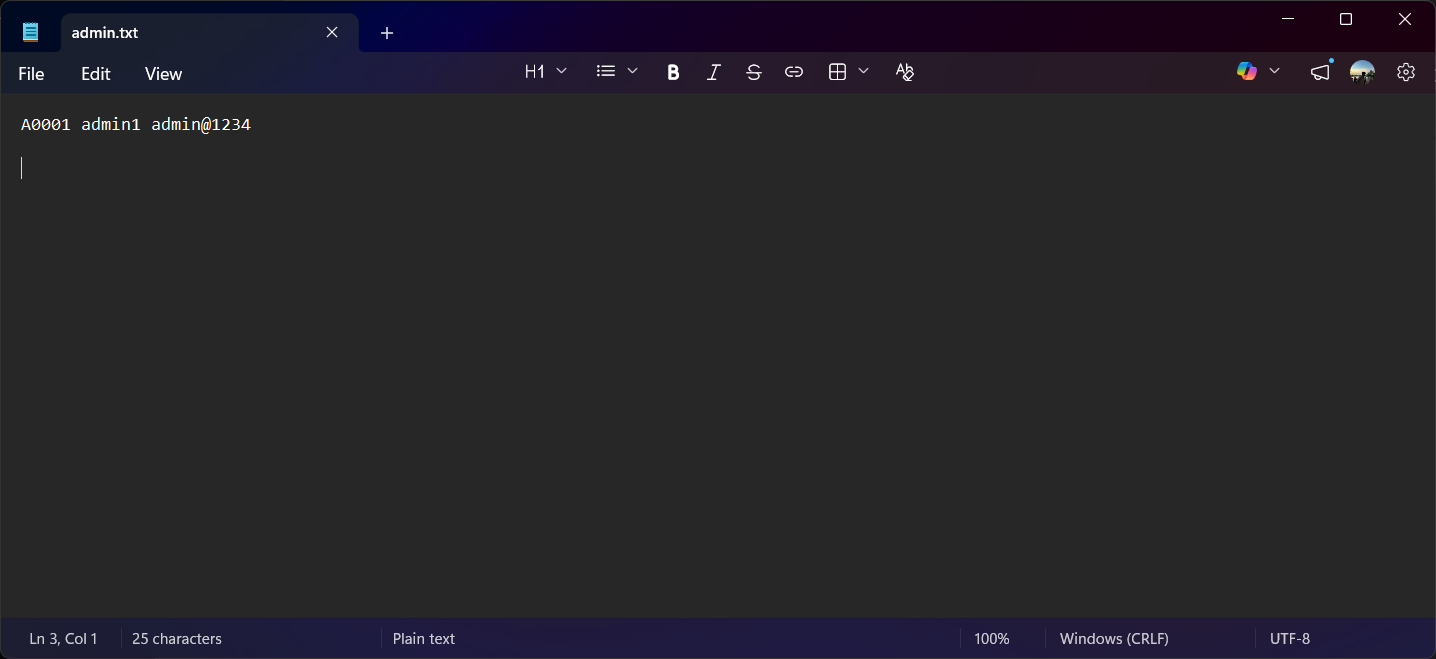 admin.txt
File Edit View H1 B I S
A0001 admin1 admin@1234
Ln 3, Col 1 25 characters Plain text 100% Windows (CRLF) UTF-8